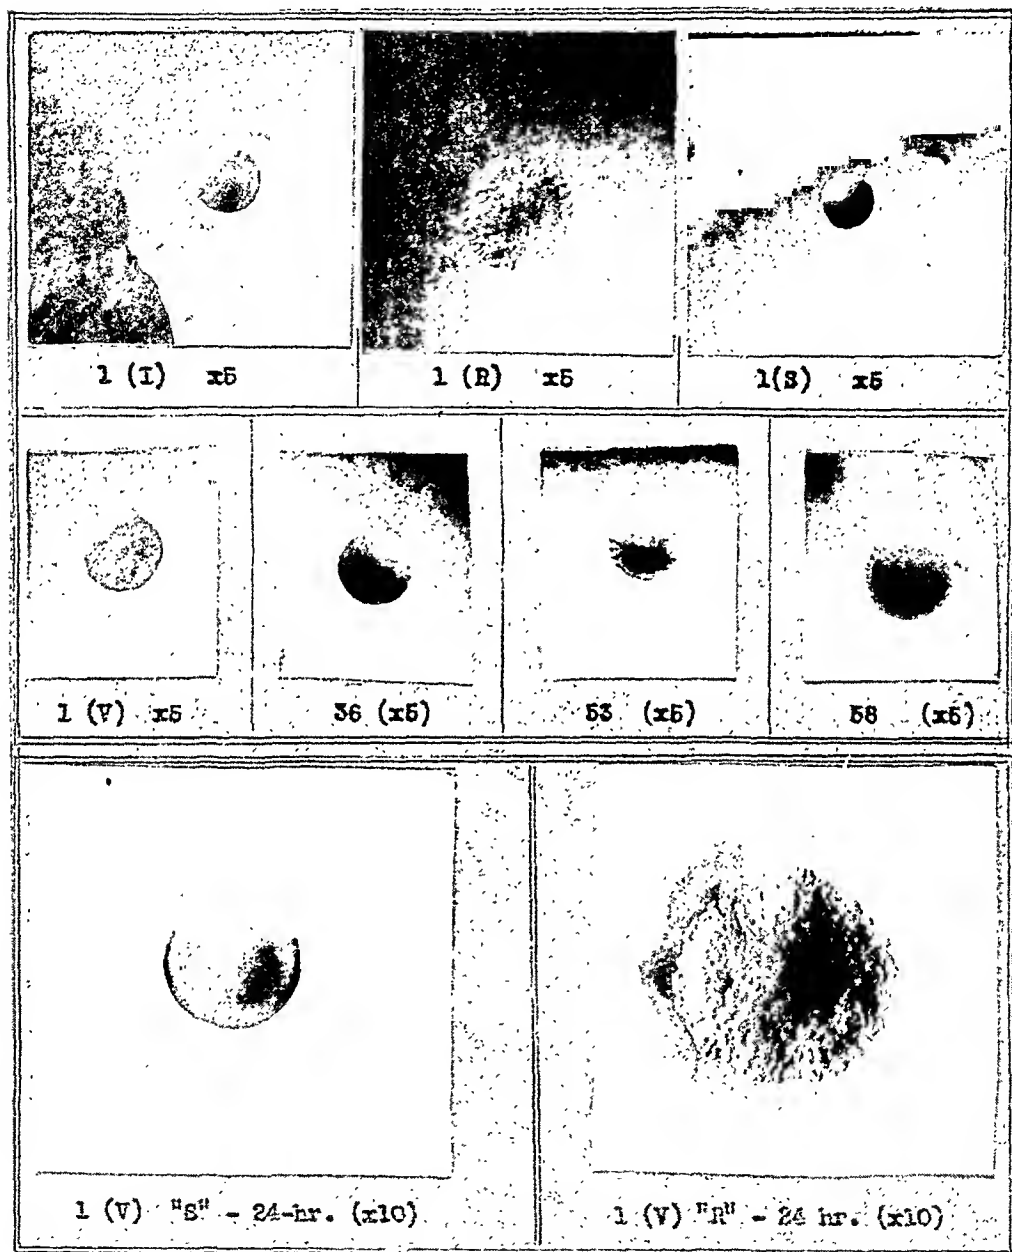 1 (I) x5
1 (R) x5
1(S) x5
1 (V) x5
36 (x5)
53 (x5)
58 (x5)
1 (V) "S" - 24-hr. (x10)
1 (V) "R" - 24 hr. (x10)